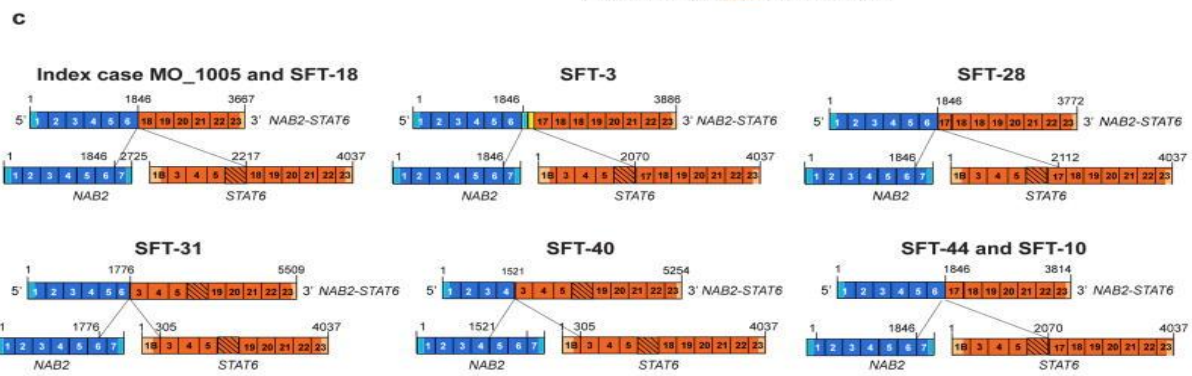 c
Index case MO_1005 and SFT-18
1 1846 3667
5' 1 2 3 4 5 6 18 19 20 21 22 23 3' NAB2-STAT6
1 1846 2725 2217 4037
1 2 3 4 5 6 7 1B 3 4 5 18 19 20 21 22 23
NAB2 STAT6
SFT-3
1 1846 3886
5' 1 2 3 4 5 6 17 18 18 19 20 21 22 23 3' NAB2-STAT6
1 1846 1 2070 4037
1 2 3 4 5 6 7 1B 3 4 5 17 18 19 20 21 22 23
NAB2 STAT6
SFT-28
1 1846 3772
5' 1 2 3 4 5 6 17 18 19 20 21 22 23 3' NAB2-STAT6
1 1846 1 2112 4037
1 2 3 4 5 6 7 1B 3 4 5 17 18 19 20 21 22 23
NAB2 STAT6
SFT-31
1 1776 5509
5' 1 2 3 4 5 6 3 4 5 19 20 21 22 23 3' NAB2-STAT6
1 1776 1 305 4037
1 2 3 4 5 6 7 1B 3 4 5 18 19 20 21 22 23
NAB2 STAT6
SFT-40
1 1521 5254
5' 1 2 3 4 3 4 5 19 20 21 22 23 3' NAB2-STAT6
1 1521 1 305 4037
1 2 3 4 5 6 7 1B 3 4 5 18 19 20 21 22 23
NAB2 STAT6
SFT-44 and SFT-10
1 1846 3814
5' 1 2 3 4 5 6 17 18 19 20 21 22 23 3' NAB2-STAT6
1 1846 1 2070 4037
1 2 3 4 5 6 7 1B 3 4 5 17 18 19 20 21 22 23
NAB2 STAT6